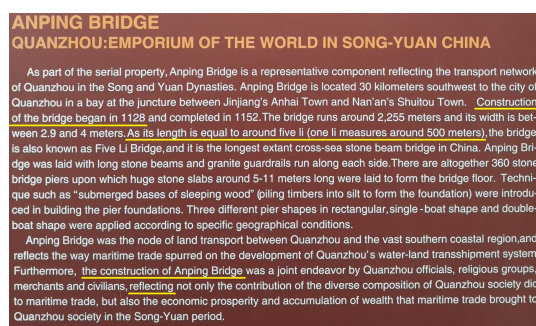 ANPING BRIDGE
QUANZHOU:EMPORIUM OF THE WORLD IN SONG-YUAN CHINA
As part of the serial property, Anping Bridge is a representative component reflecting the transport network
of Quanzhou in the Song and Yuan Dynasties. Anping Bridge is located 30 kilometers southwest to the city of
Quanzhou in a bay at the juncture between Jinjiang's Anhai Town and Nan'an's Shuitou Town. Construction
of the bridge began in 1128 and completed in 1152.The bridge runs around 2,255 meters and its width is bet-
ween 2.9 and 4 meters.As its length is equal to around five li (one li measures around 500 meters),the bridge
is also known as Five Li Bridge,and it is the longest extant cross-sea stone beam bridge in China. Anping Bri-
dge was laid with long stone beams and granite guardrails run along each side.There are altogether 360 stone
bridge piers upon which huge stone slabs around 5-11 meters long were laid to form the bridge floor. Techni-
que such as "submerged bases of sleeping wood" (piling timbers into silt to form the foundation) were introdu-
ced in building the pier foundations. Three different pier shapes in rectangular,single-boat shape and double-
boat shape were applied according to specific geographical conditions.
Anping Bridge was the node of land transport between Quanzhou and the vast southern coastal region,and
reflects the way maritime trade spurred on the development of Quanzhou's water-land transshipment system
Furthermore, the construction of Anping Bridge was a joint endeavor by Quanzhou officials, religious groups,
merchants and civilians,reflecting not only the contribution of the diverse composition of Quanzhou society did
to maritime trade, but also the economic prosperity and accumulation of wealth that maritime trade brought to
Quanzhou society in the Song-Yuan period.